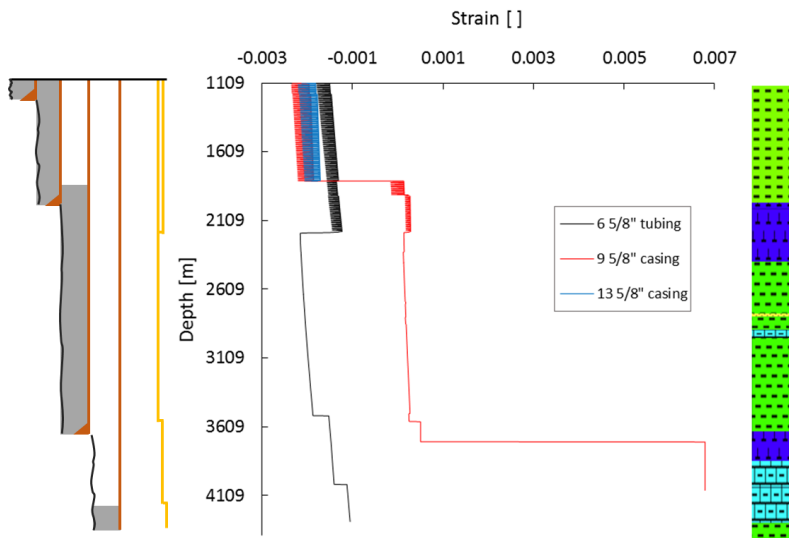 Strain [ ]
-0.003 -0.001 0.001 0.003 0.005 0.007
1109
1609
2109
2609
3109
3609
4109
Depth [m]
6 5/8" tubing
9 5/8" casing
13 5/8" casing